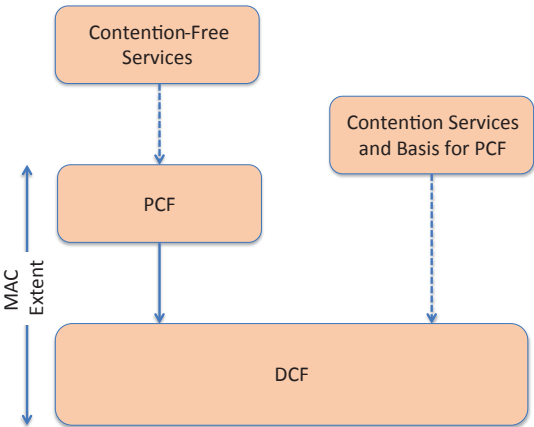 Contention-Free
Services
Contention Services
and Basis for PCF
PCF
MAC
Extent
DCF